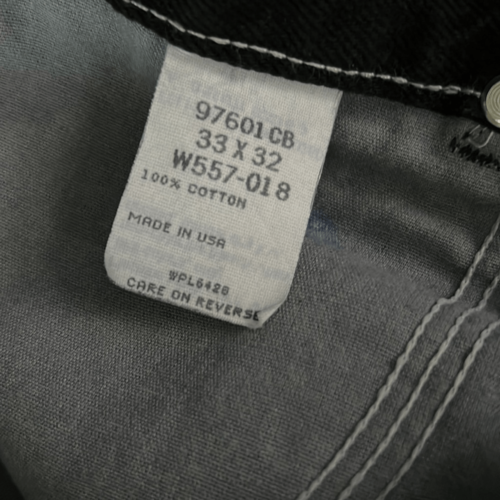 97601CB
33 X 32
W557-018
100% COTTON
MADE IN USA
WPL6428
CARE ON REVERSE